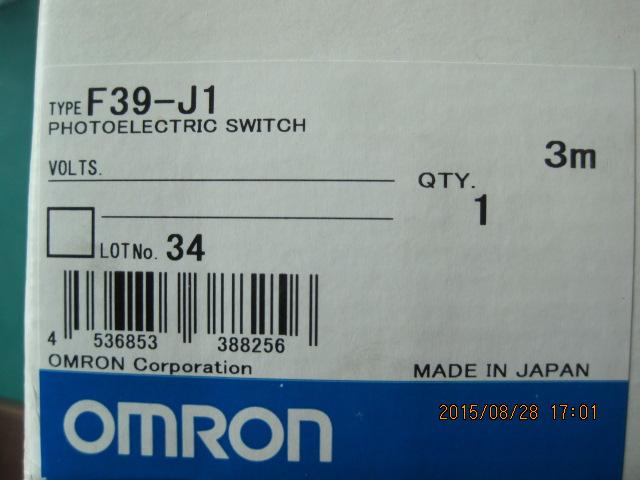 TYPE F39-J1
PHOTOELECTRIC SWITCH
3m
VOLTS.
QTY.
1
LOT No. 34
4 536853 388256
OMRON Corporation
MADE IN JAPAN
OMRON
2015/08/28 17:01